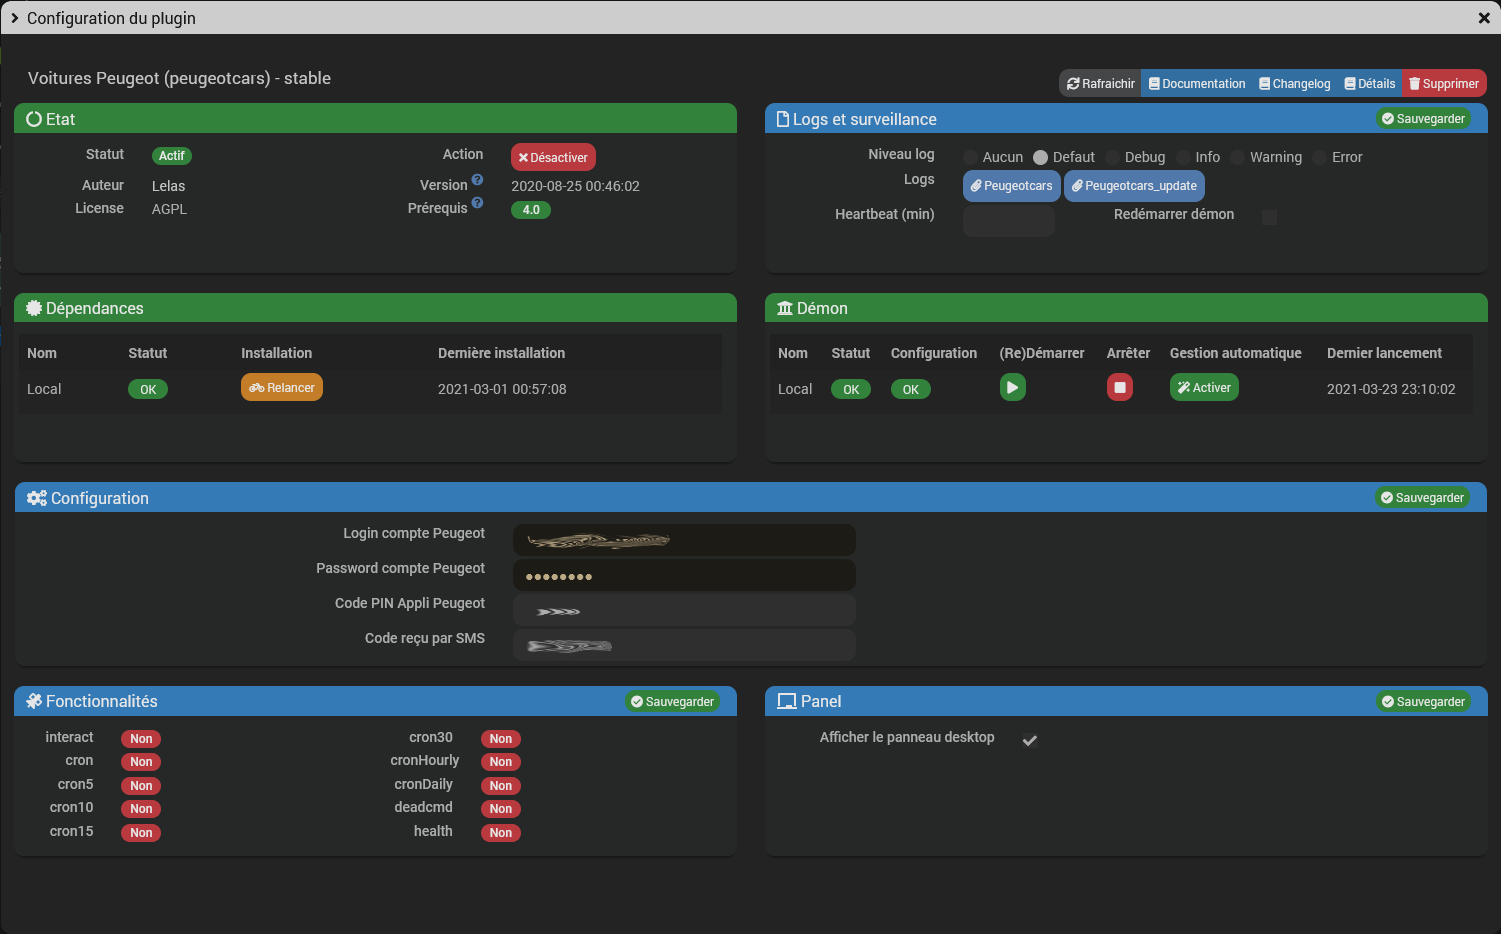 Configuration du plugin
Voitures Peugeot (peugeotcars) - stable
Rafraichir Documentation Changelog Détails Supprimer
Etat
Statut Actif Action Désactiver
Auteur Lelas Version 2020-08-25 00:46:02
License AGPL Prérequis 4.0
Logs et surveillance Sauvegarder
Niveau log Aucun Defaut Debug Info Warning Error
Logs Peugeotcars Peugeotcars_update
Heartbeat (min) Redémarrer démon
Dépendances
Nom Statut Installation Dernière installation
Local OK Relancer 2021-03-01 00:57:08
Démon
Nom Statut Configuration (Re)Démarrer Arrêter Gestion automatique Dernier lancement
Local OK OK Activer 2021-03-23 23:10:02
Configuration Sauvegarder
Login compte Peugeot
Password compte Peugeot ••••••••
Code PIN Appli Peugeot
Code reçu par SMS
Fonctionnalités Sauvegarder
interact Non cron30 Non
cron Non cronHourly Non
cron5 Non cronDaily Non
cron10 Non deadcmd Non
cron15 Non health Non
Panel Sauvegarder
Afficher le panneau desktop